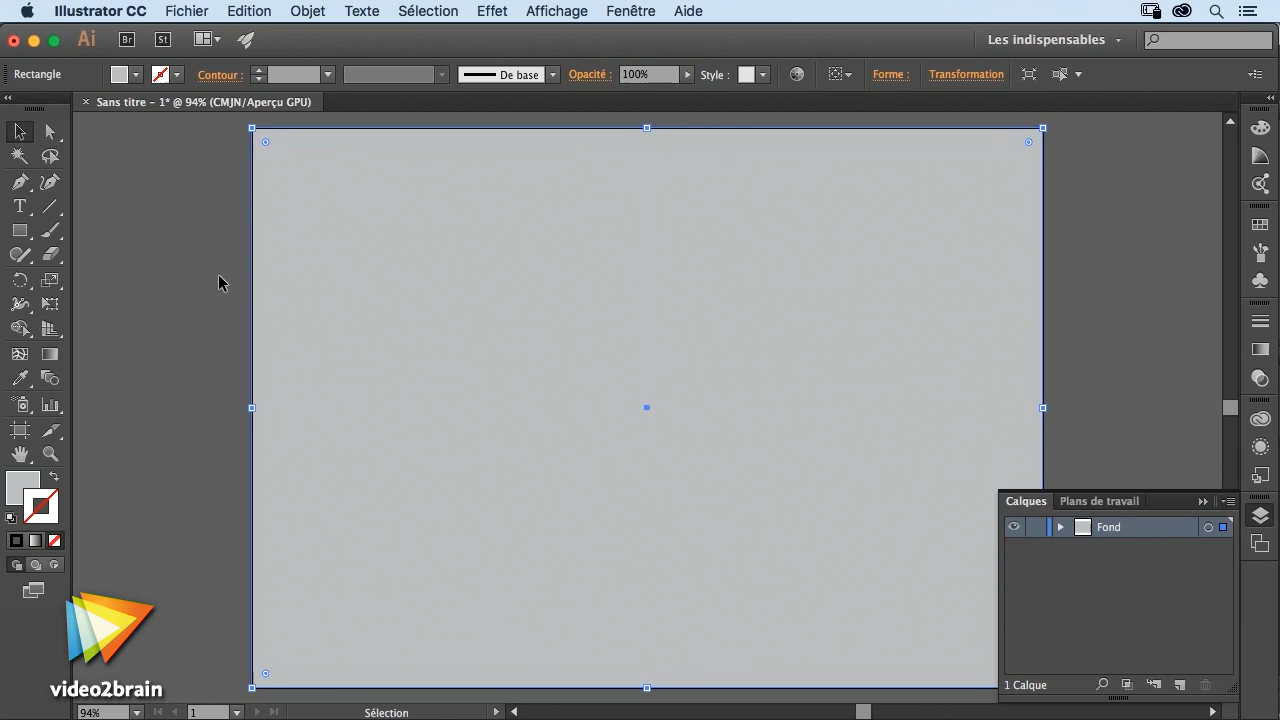 Illustrator CC Fichier Edition Objet Texte Sélection Effet Affichage Fenêtre Aide
Ai Br St Les indispensables
Rectangle Contour : De base Opacité : 100% Style : Forme : Transformation
× Sans titre - 1* @ 94% (CMJN/Aperçu GPU)
T
Calques Plans de travail
Fond
1 Calque
video2brain
94% 1 Sélection